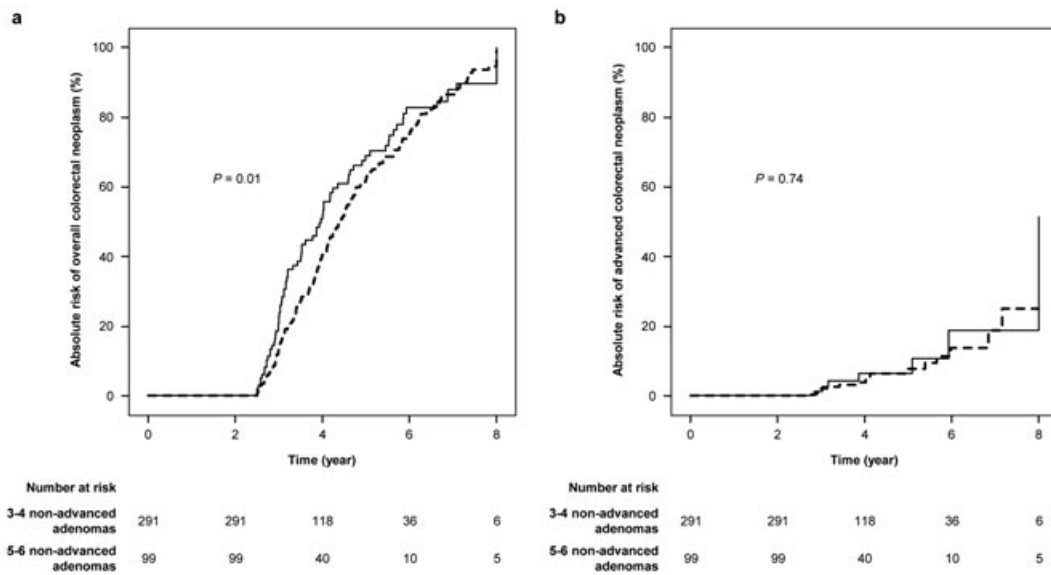 a
Absolute risk of overall colorectal neoplasm (%)
100
80
60
40
20
0
P = 0.01
0 2 4 6 8
Time (year)
Number at risk
3-4 non-advanced
adenomas
291 291 118 36 6
5-6 non-advanced
adenomas
99 99 40 10 5
b
Absolute risk of advanced colorectal neoplasm (%)
100
80
60
40
20
0
P = 0.74
0 2 4 6 8
Time (year)
Number at risk
3-4 non-advanced
adenomas
291 291 118 36 6
5-6 non-advanced
adenomas
99 99 40 10 5